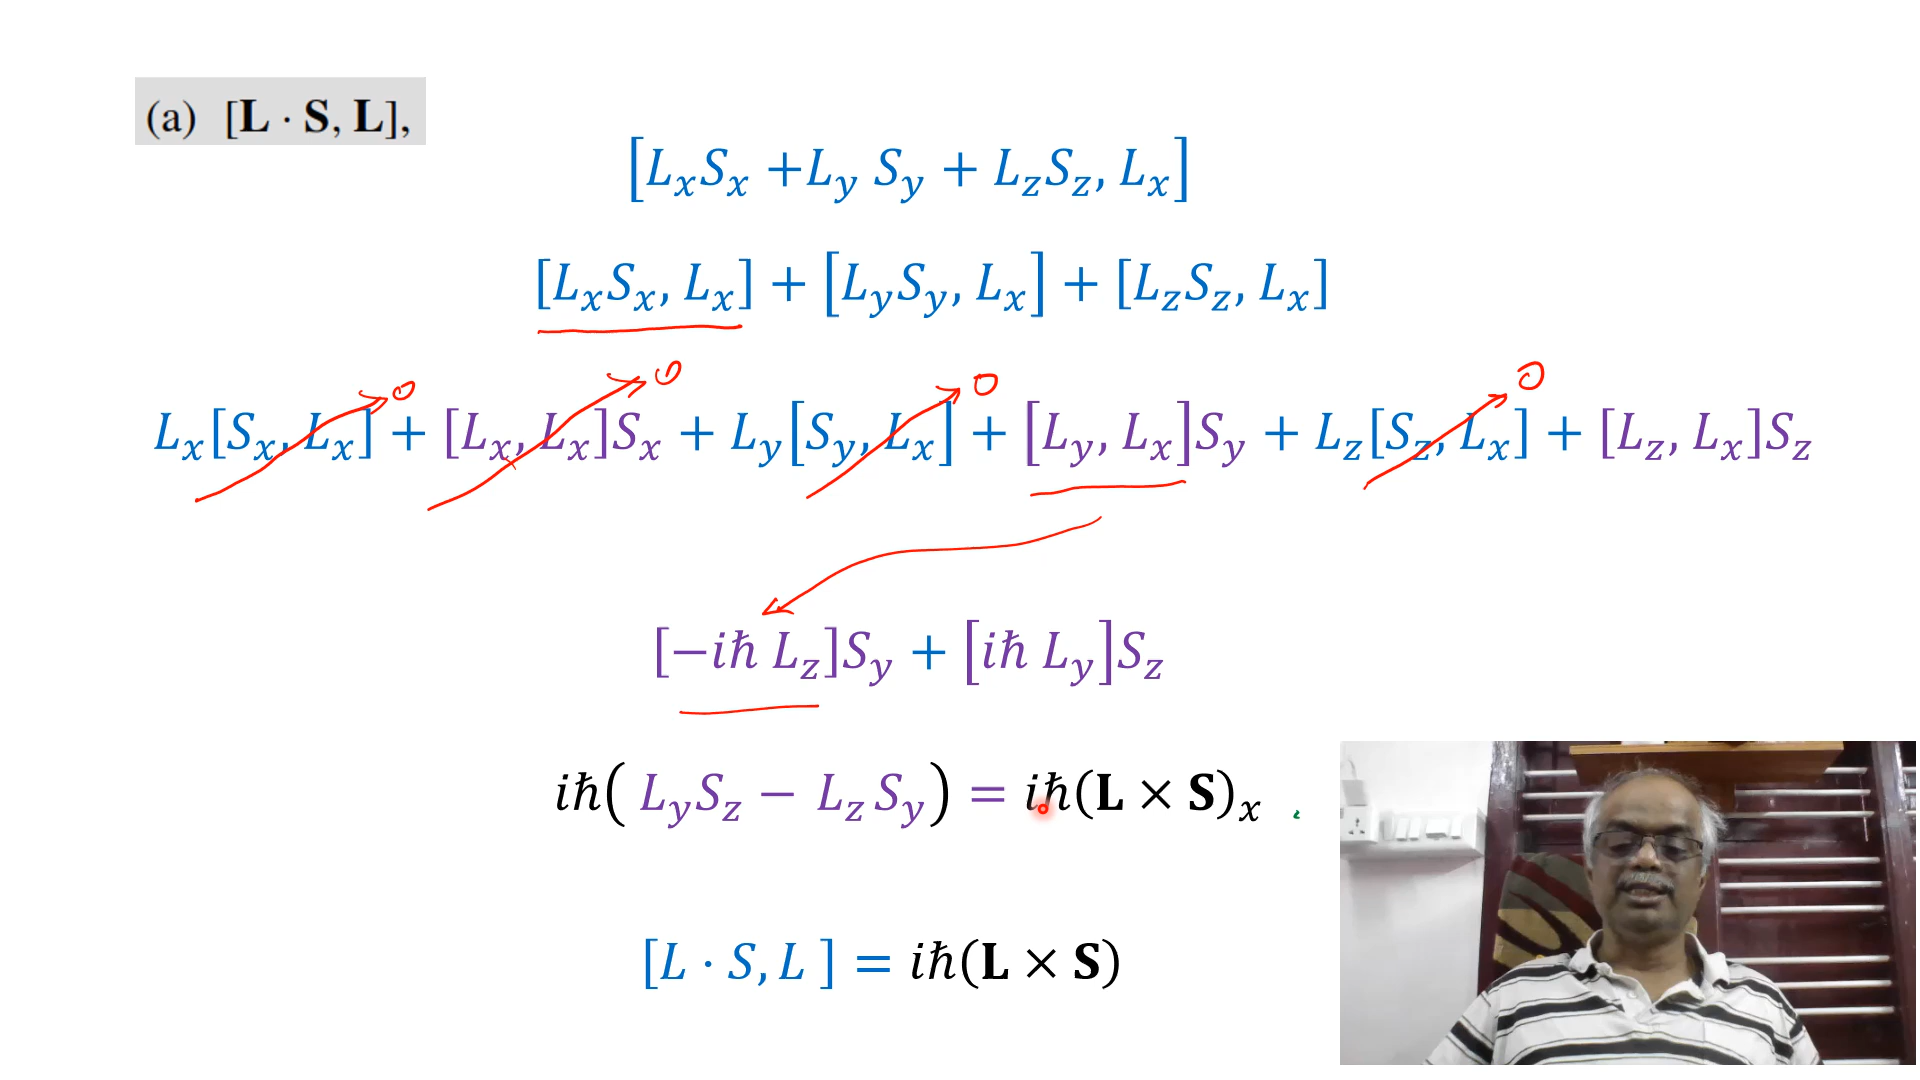 (a) [L · S, L],
[LₓSₓ +L_y S_y + L_zS_z, Lₓ]
[LₓSₓ, Lₓ] + [L_yS_y, Lₓ] + [L_zS_z, Lₓ]
0 0 0 0
Lₓ[Sₓ, Lₓ] + [Lₓ, Lₓ]Sₓ + L_y[S_y, Lₓ] + [L_y, Lₓ]S_y + L_z[S_z, Lₓ] + [L_z, Lₓ]S_z
[−iħ L_z]S_y + [iħ L_y]S_z
iħ( L_yS_z − L_z S_y) = iħ(L × S)ₓ
[L · S, L ] = iħ(L × S)